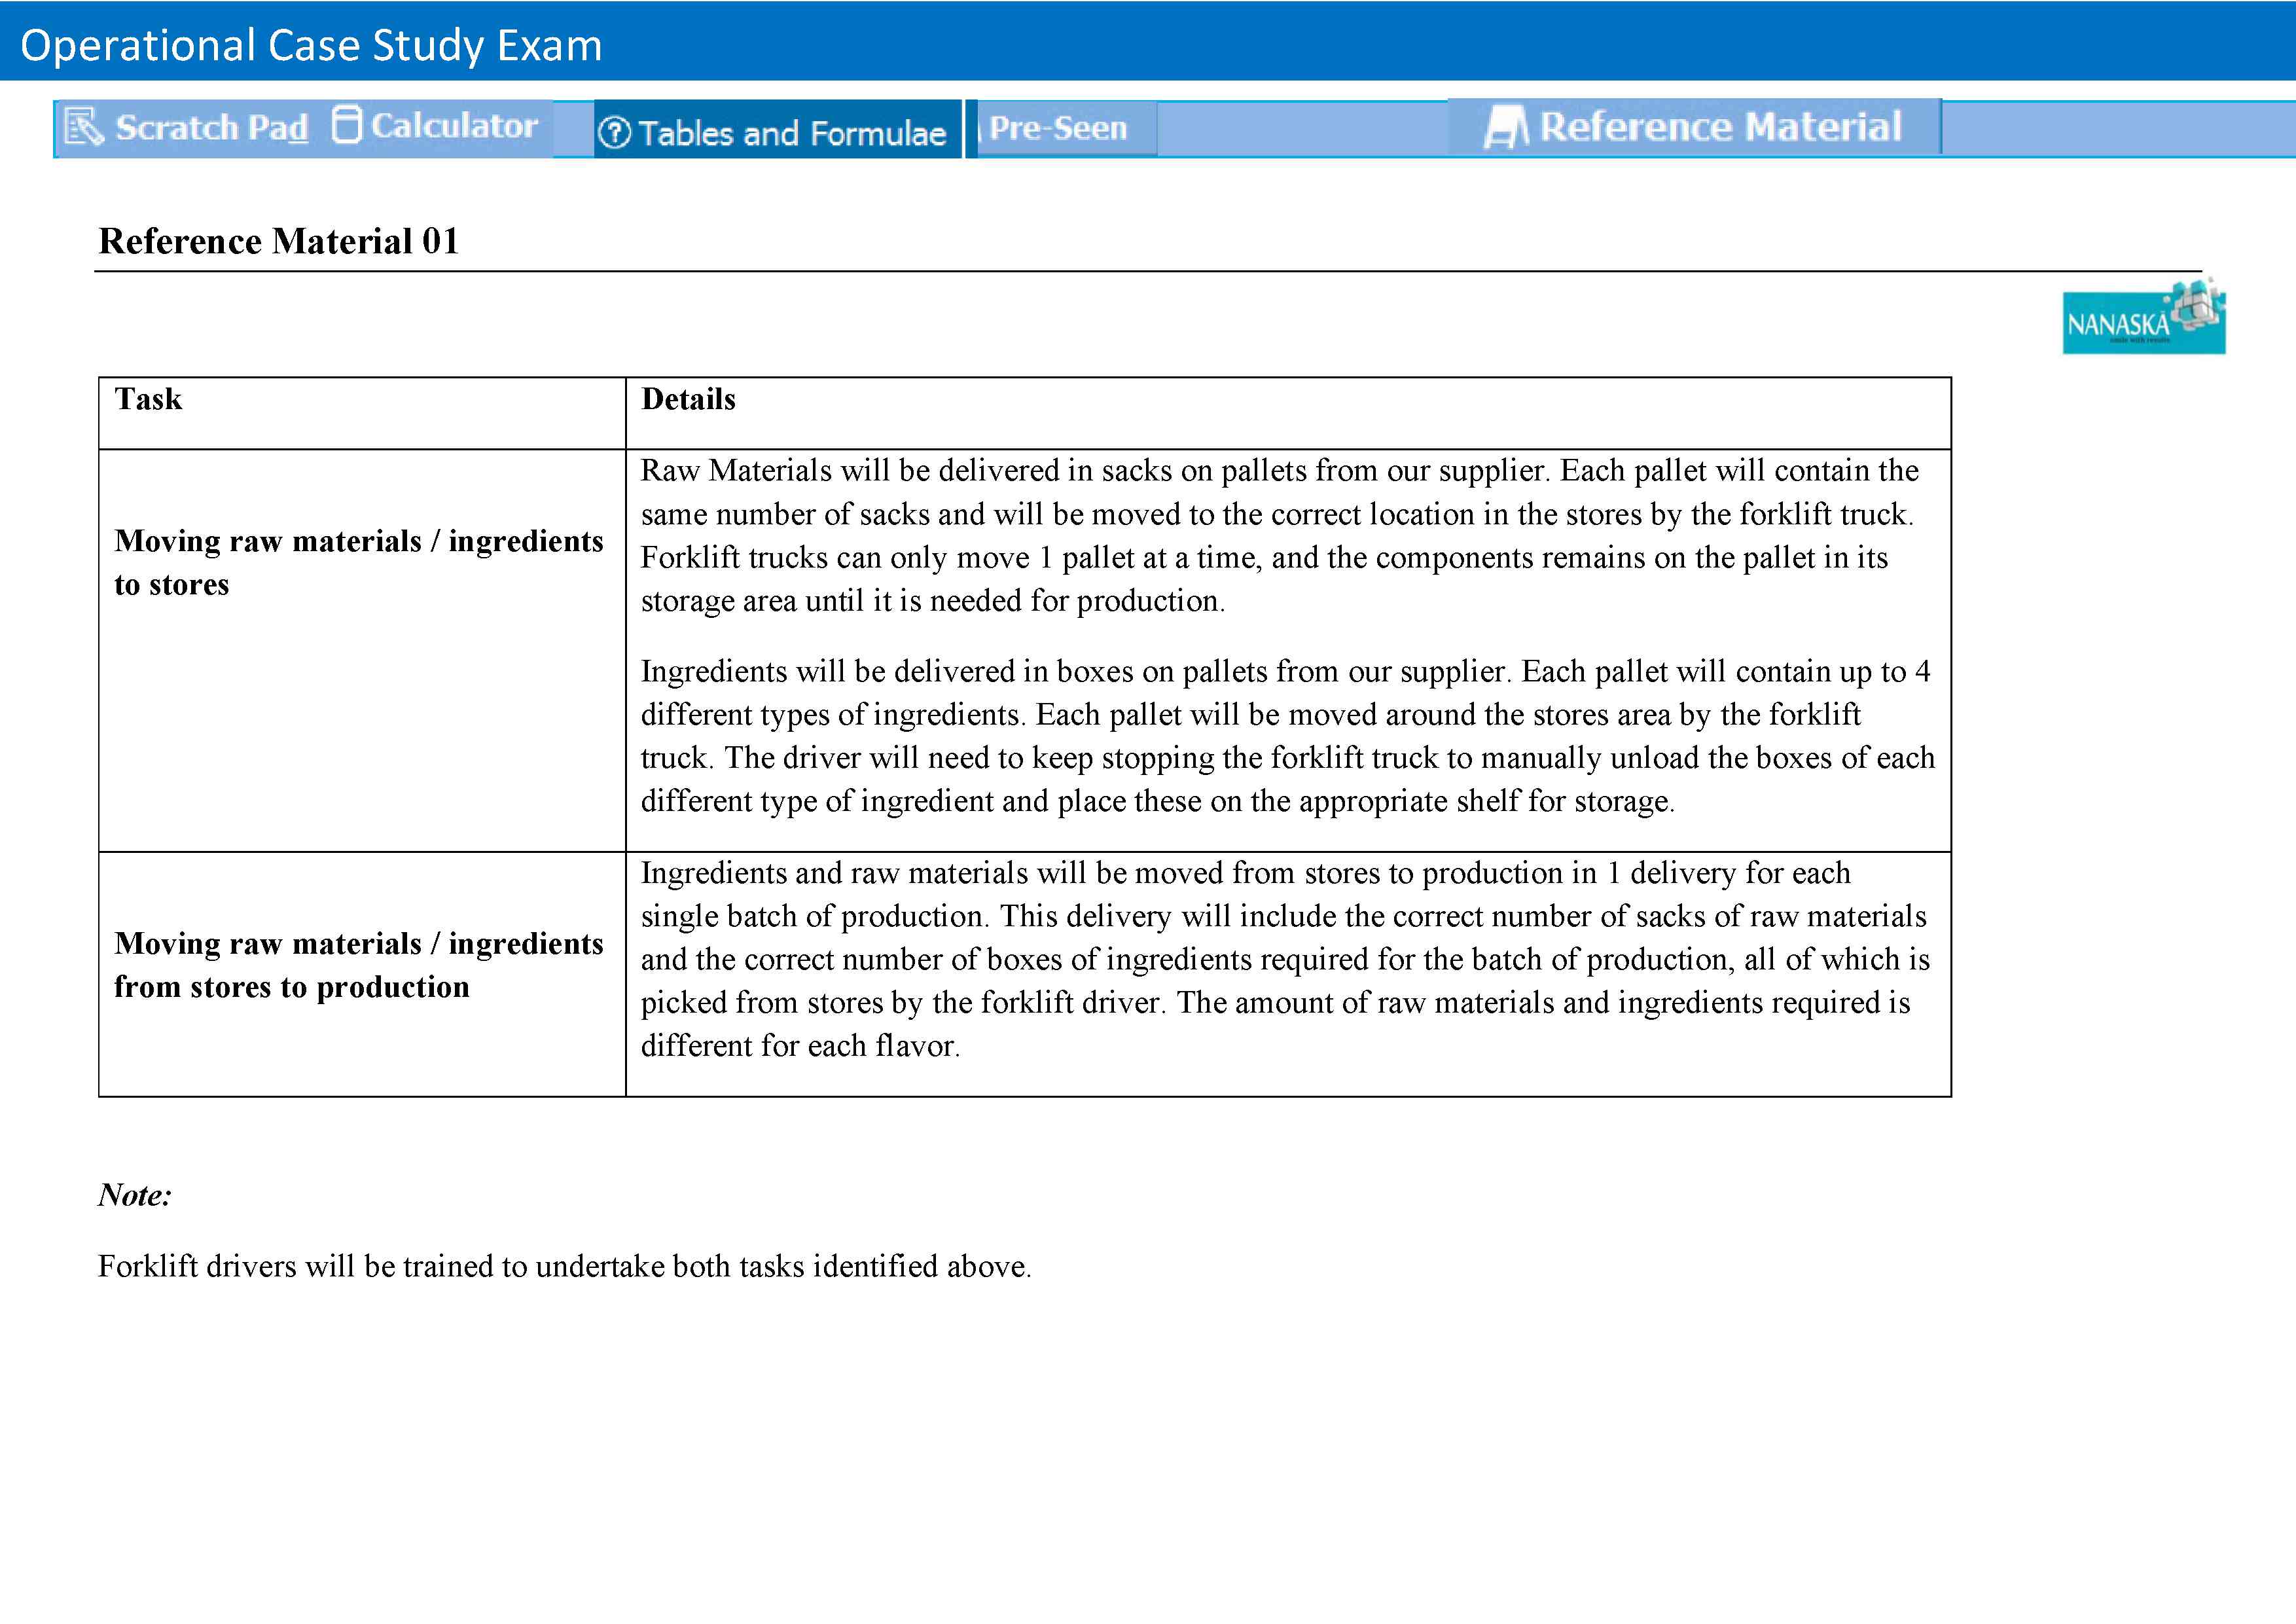 Operational Case Study Exam
Scratch Pad Calculator Tables and Formulae Pre-Seen Reference Material
Reference Material 01
NANASKA
Task Details
Moving raw materials / ingredients
to stores
Raw Materials will be delivered in sacks on pallets from our supplier. Each pallet will contain the
same number of sacks and will be moved to the correct location in the stores by the forklift truck.
Forklift trucks can only move 1 pallet at a time, and the components remains on the pallet in its
storage area until it is needed for production.
Ingredients will be delivered in boxes on pallets from our supplier. Each pallet will contain up to 4
different types of ingredients. Each pallet will be moved around the stores area by the forklift
truck. The driver will need to keep stopping the forklift truck to manually unload the boxes of each
different type of ingredient and place these on the appropriate shelf for storage.
Moving raw materials / ingredients
from stores to production
Ingredients and raw materials will be moved from stores to production in 1 delivery for each
single batch of production. This delivery will include the correct number of sacks of raw materials
and the correct number of boxes of ingredients required for the batch of production, all of which is
picked from stores by the forklift driver. The amount of raw materials and ingredients required is
different for each flavor.
Note:
Forklift drivers will be trained to undertake both tasks identified above.